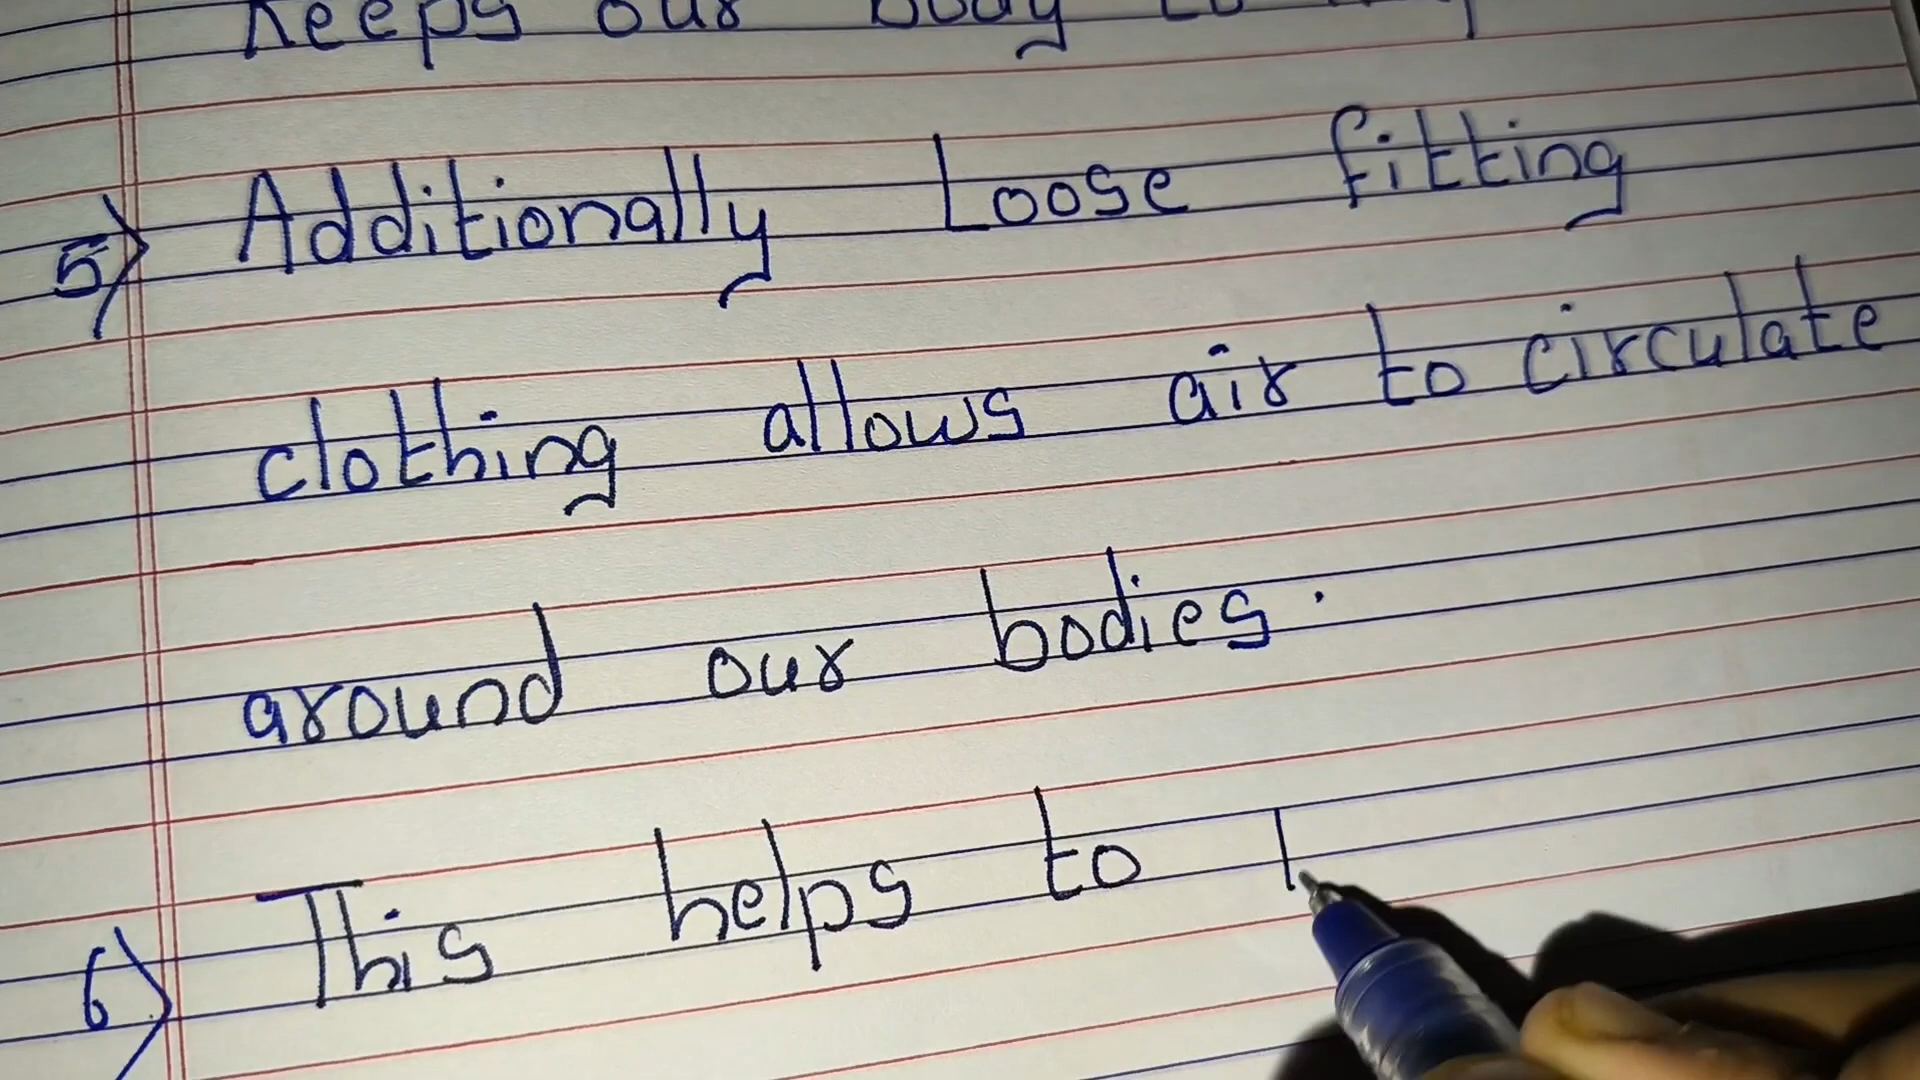 keeps our body
5) Additionally Loose fitting
clothing allows air to circulate
around our bodies.
6) This helps to